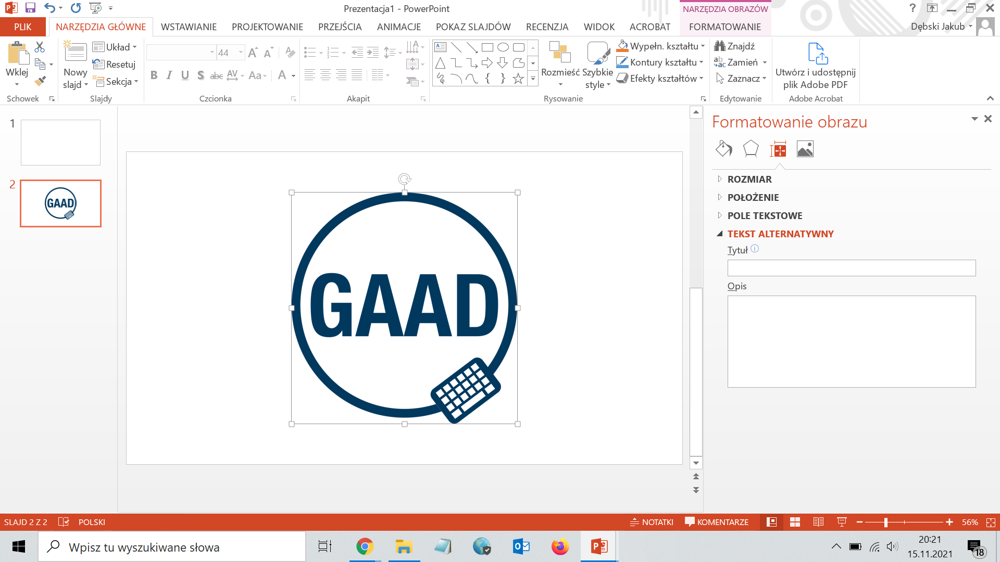 Prezentacja1 - PowerPoint
NARZĘDZIA OBRAZÓW
?
PLIK
NARZĘDZIA GŁÓWNE
WSTAWIANIE
PROJEKTOWANIE
PRZEJŚCIA
ANIMACJE
POKAZ SLAJDÓW
RECENZJA
WIDOK
ACROBAT
FORMATOWANIE
Dębski Jakub
Wklej
Nowy
slajd
Układ
Resetuj
Sekcja
44
B I U S abc AV Aa A
Rozmieść
Szybkie
style
Wypełn. kształtu
Kontury kształtu
Efekty kształtów
Znajdź
Zamień
Zaznacz
Utwórz i udostępnij
plik Adobe PDF
Schowek
Slajdy
Czcionka
Akapit
Rysowanie
Edytowanie
Adobe Acrobat
1
2
GAAD
GAAD
Formatowanie obrazu
ROZMIAR
POŁOŻENIE
POLE TEKSTOWE
TEKST ALTERNATYWNY
Tytuł
Opis
SLAJD 2 Z 2
POLSKI
NOTATKI
KOMENTARZE
56%
Wpisz tu wyszukiwane słowa
20:21
15.11.2021
18